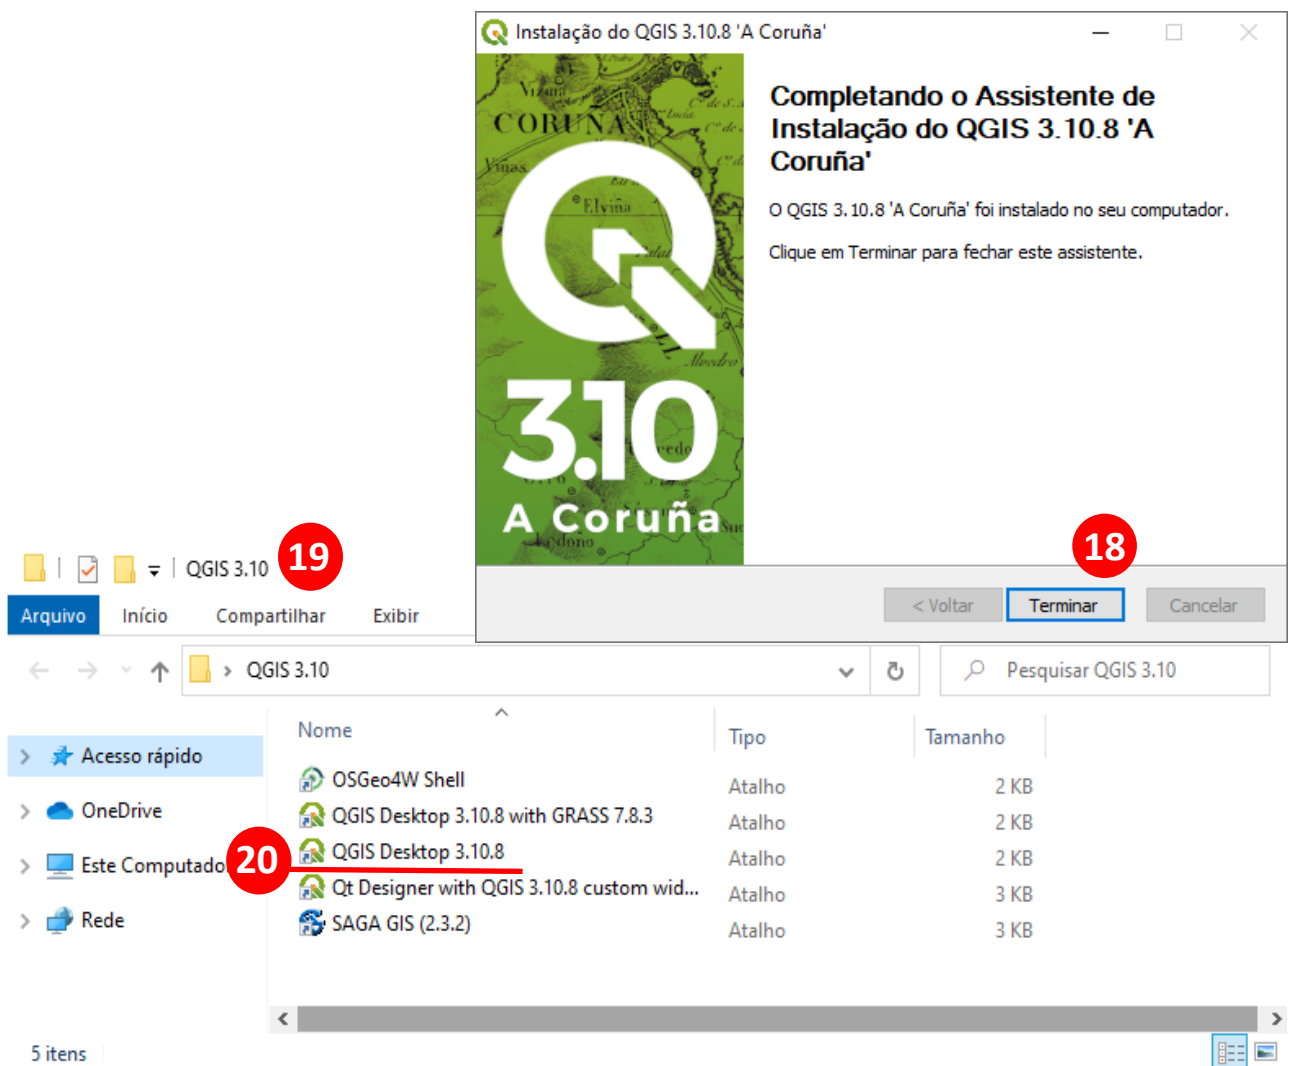 Instalação do QGIS 3.10.8 'A Coruña'
Completando o Assistente de
Instalação do QGIS 3.10.8 'A
Coruña'
O QGIS 3.10.8 'A Coruña' foi instalado no seu computador.
Clique em Terminar para fechar este assistente.
CORUÑA
Viñas
Elviña
3.10
A Coruña
18
< Voltar
Terminar
Cancelar
19
QGIS 3.10
Arquivo
Início
Compartilhar
Exibir
QGIS 3.10
Pesquisar QGIS 3.10
Acesso rápido
OneDrive
Este Computado
Rede
Nome
Tipo
Tamanho
OSGeo4W Shell Atalho 2 KB
QGIS Desktop 3.10.8 with GRASS 7.8.3 Atalho 2 KB
20
QGIS Desktop 3.10.8 Atalho 2 KB
Qt Designer with QGIS 3.10.8 custom wid... Atalho 3 KB
SAGA GIS (2.3.2) Atalho 3 KB
5 itens